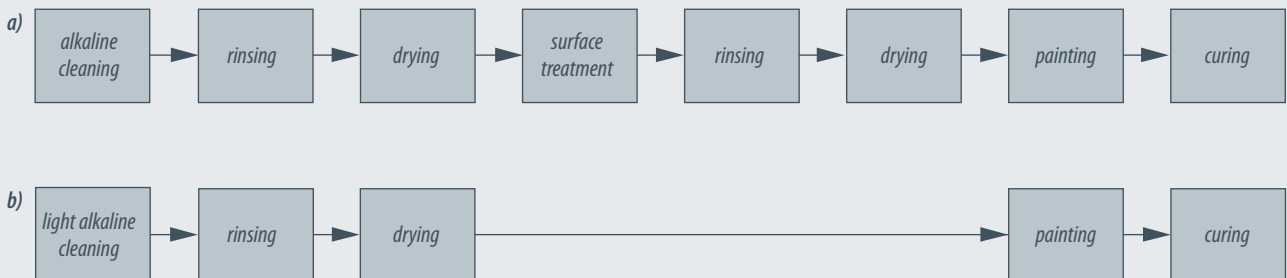 a)
alkaline
cleaning
rinsing
drying
surface
treatment
rinsing
drying
painting
curing
b)
light alkaline
cleaning
rinsing
drying
painting
curing